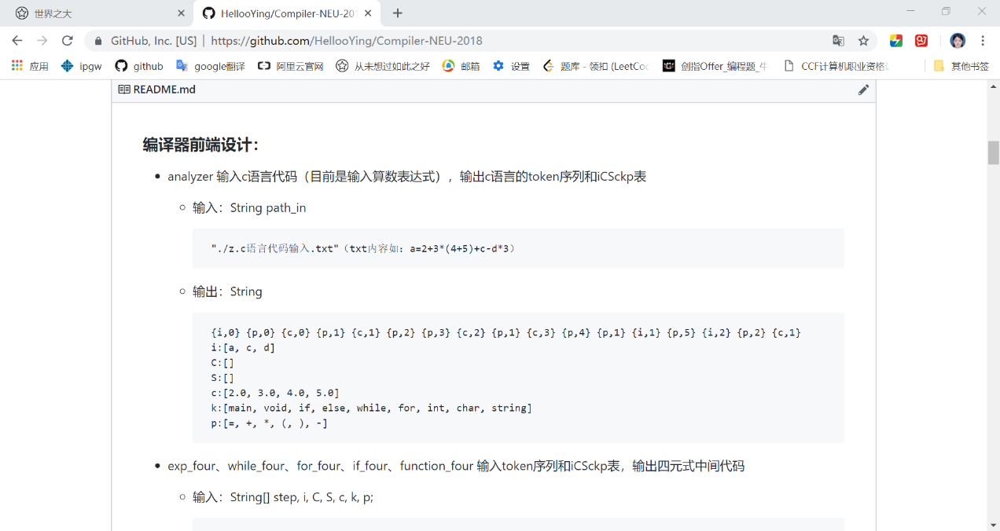 世界之大
HellooYing/Compiler-NEU-201
GitHub, Inc. [US] | https://github.com/HellooYing/Compiler-NEU-2018
应用 ipgw github google翻译 阿里云官网 从未想过如此之好 邮箱 设置 题库 - 领扣 (LeetCo 剑指Offer_编程题_牛 CCF计算机职业资格 其他书签
README.md
编译器前端设计：
analyzer 输入c语言代码（目前是输入算数表达式），输出c语言的token序列和iCSckp表
输入：String path_in
"./z.c语言代码输入.txt"（txt内容如：a=2+3*(4+5)+c-d*3）
输出：String
{i,0} {p,0} {c,0} {p,1} {c,1} {p,2} {p,3} {c,2} {p,1} {c,3} {p,4} {p,1} {i,1} {p,5} {i,2} {p,2} {c,1}
i:[a, c, d]
C:[]
S:[]
c:[2.0, 3.0, 4.0, 5.0]
k:[main, void, if, else, while, for, int, char, string]
p:[=, +, *, (, ), -]
exp_four、while_four、for_four、if_four、function_four 输入token序列和iCSckp表，输出四元式中间代码
输入：String[] step, i, C, S, c, k, p;